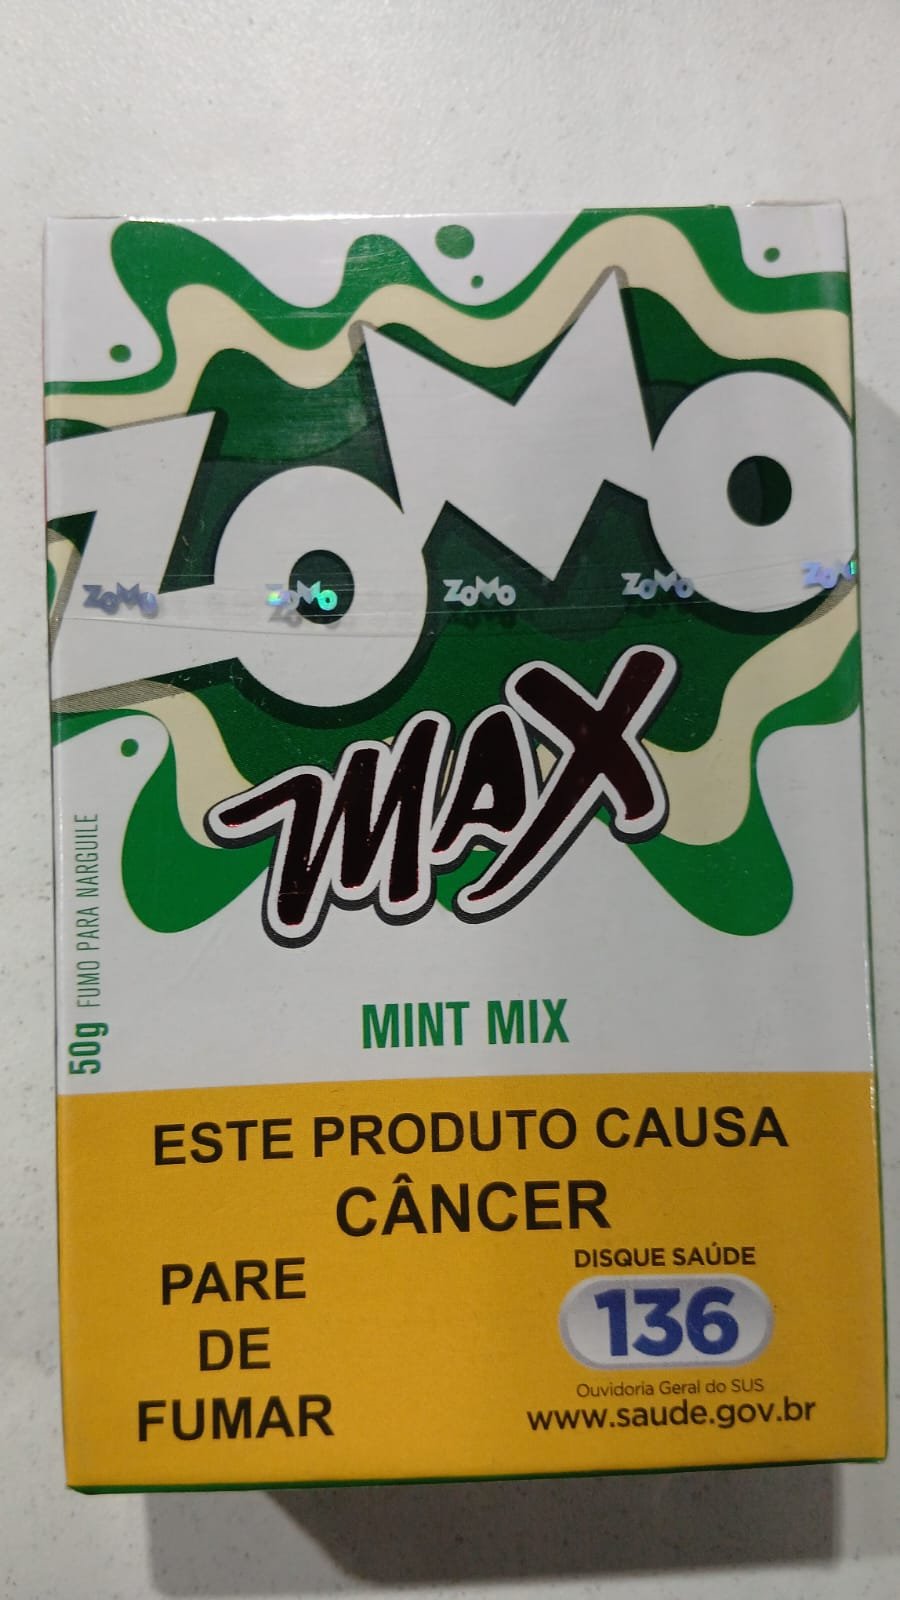 ZOMO
ZOMO ZOMO ZOMO ZOMO ZOMO
MAX
50g FUMO PARA NARGUILE
MINT MIX
ESTE PRODUTO CAUSA
CÂNCER
PARE
DE
FUMAR
DISQUE SAÚDE
136
Ouvidoria Geral do SUS
www.saude.gov.br